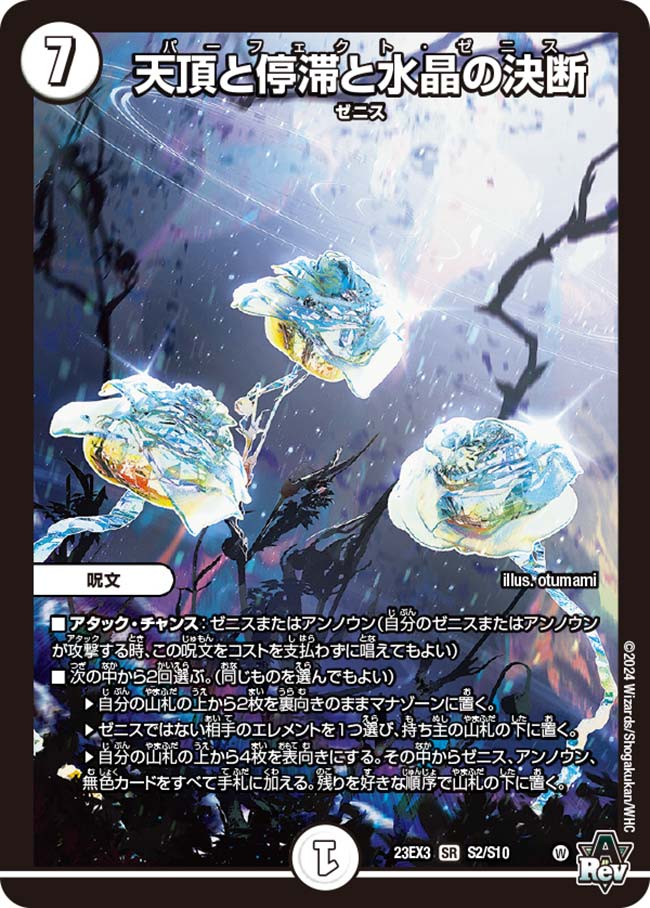 7
パーフェクト・ゼニス
天頂と停滞と水晶の決断
ゼニス
呪文
illus. otumami
■アタック・チャンス：ゼニスまたはアンノウン(自分のゼニスまたはアンノウン
が攻撃する時、この呪文をコストを支払わずに唱えてもよい)
■次の中から2回選ぶ。(同じものを選んでもよい)
▶自分の山札の上から2枚を裏向きのままマナゾーンに置く。
▶ゼニスではない相手のエレメントを1つ選び、持ち主の山札の下に置く。
▶自分の山札の上から4枚を表向きにする。その中からゼニス、アンノウン、
無色カードをすべて手札に加える。残りを好きな順序で山札の下に置く。
©2024 Wizards/Shogakukan/WHC
1
23EX3 SR S2/S10
W
A
Rev